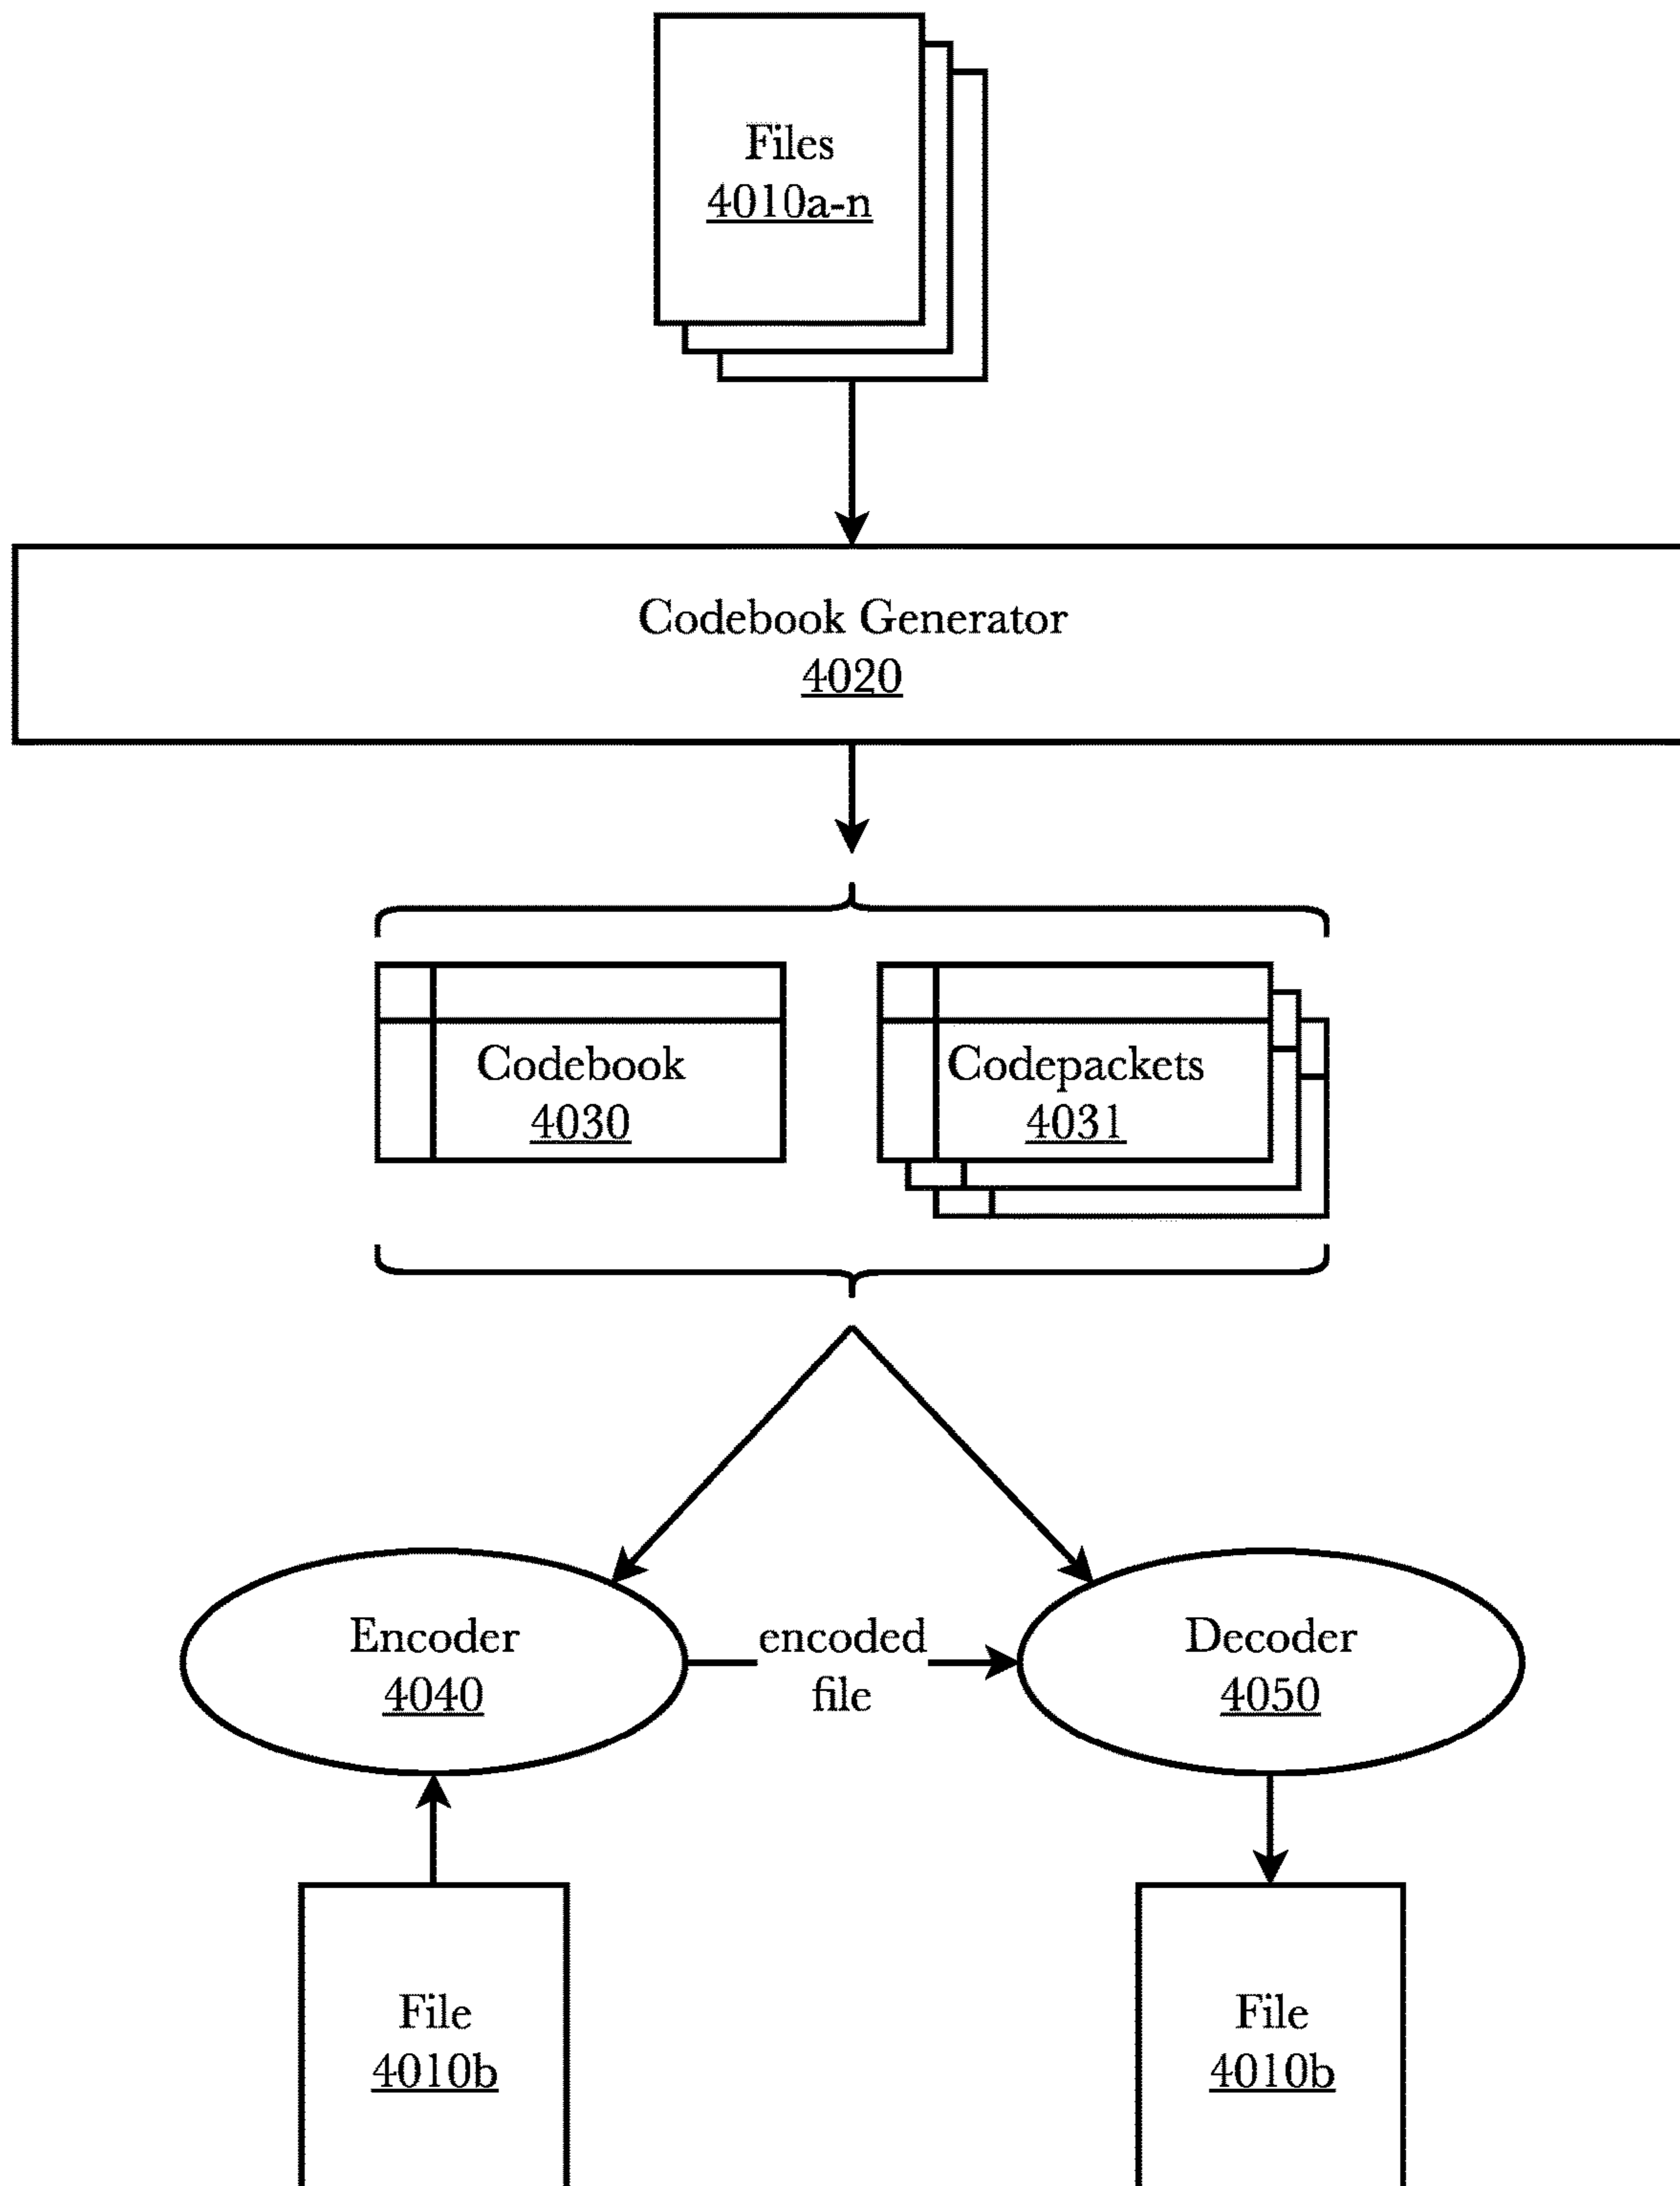 Files
4010a-n
Codebook Generator
4020
Codebook
4030
Codepackets
4031
Encoder
4040
encoded
file
Decoder
4050
File
4010b
File
4010b